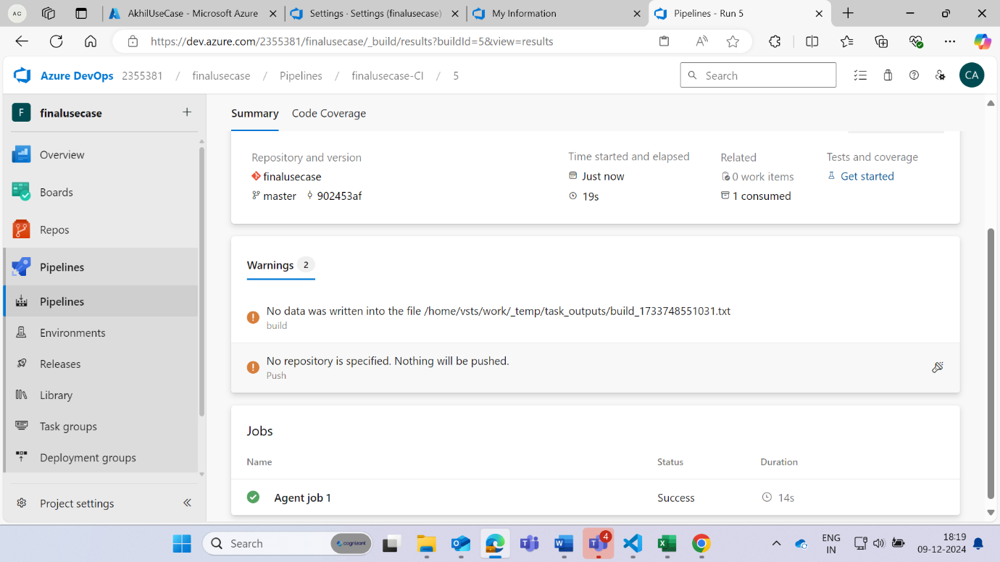 AC
AkhilUseCase - Microsoft Azure
Settings · Settings (finalusecase)
My Information
Pipelines - Run 5
https://dev.azure.com/2355381/finalusecase/_build/results?buildId=5&view=results
Azure DevOps 2355381 / finalusecase / Pipelines / finalusecase-CI / 5
Search
CA
F finalusecase
Overview
Boards
Repos
Pipelines
Pipelines
Environments
Releases
Library
Task groups
Deployment groups
Project settings
Summary Code Coverage
Repository and version
finalusecase
master 902453af
Time started and elapsed
Just now
19s
Related
0 work items
1 consumed
Tests and coverage
Get started
Warnings 2
No data was written into the file /home/vsts/work/_temp/task_outputs/build_1733748551031.txt
build
No repository is specified. Nothing will be pushed.
Push
Jobs
Name Status Duration
Agent job 1 Success 14s
Search
cognizant
4
ENG
IN
18:19
09-12-2024